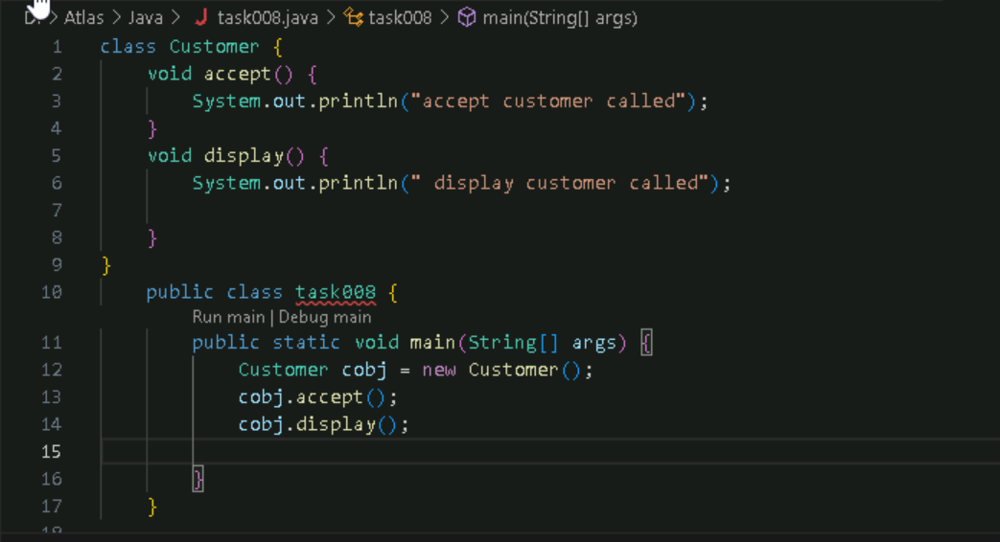 D: > Atlas > Java > J task008.java > task008 > main(String[] args)
1 class Customer {
2 void accept() {
3 System.out.println("accept customer called");
4 }
5 void display() {
6 System.out.println(" display customer called");
7
8 }
9 }
10 public class task008 {
Run main | Debug main
11 public static void main(String[] args) {
12 Customer cobj = new Customer();
13 cobj.accept();
14 cobj.display();
15
16 }
17 }
18